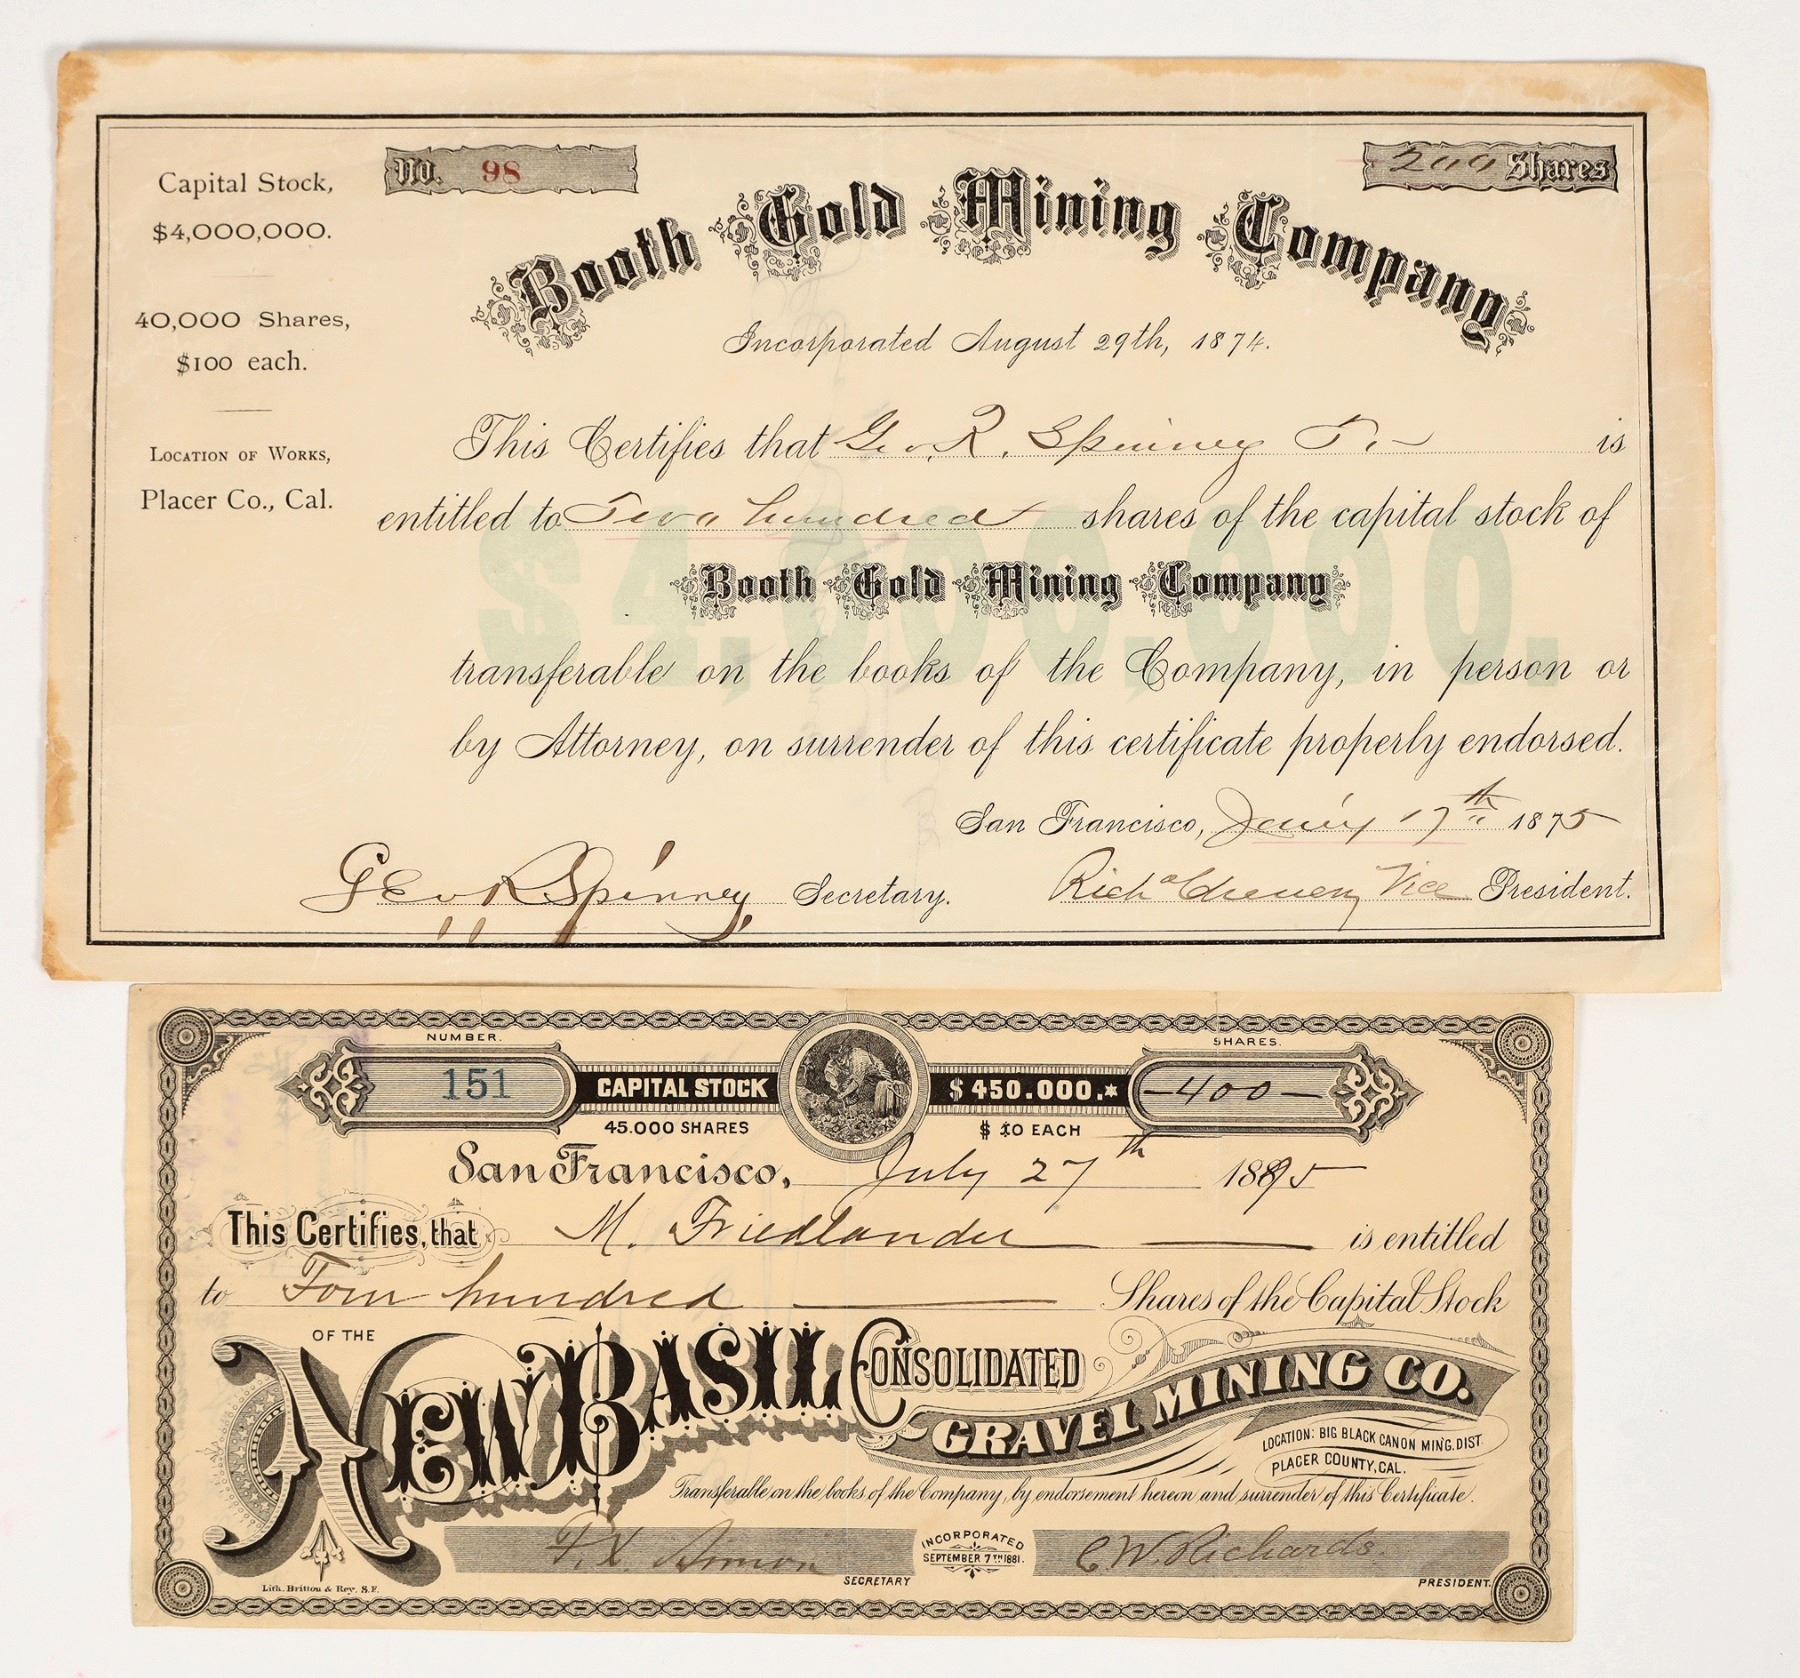 No. 98
200 Shares
Capital Stock,
$4,000,000.
40,000 Shares,
$100 each.
Location of Works,
Placer Co., Cal.
Booth Gold Mining Company
Incorporated August 29th, 1874.
This Certifies that Geo. R. Spinney Tr. is
entitled to Two hundred shares of the capital stock of
$4,000,000.
Booth Gold Mining Company
transferable on the books of the Company, in person or
by Attorney, on surrender of this certificate properly endorsed.
San Francisco, Jan'y 17th 1875
Geo R Spinney Secretary. Richd Cheney Vice President.
NUMBER. SHARES.
151 CAPITAL STOCK $450.000. -400-
45.000 SHARES $10 EACH
San Francisco, July 27th 1895
This Certifies, that M. Friedlander is entitled
to Four hundred Shares of the Capital Stock
OF THE
NEW BASIL CONSOLIDATED
GRAVEL MINING CO.
LOCATION: BIG BLACK CANON MIN'G. DIST.
PLACER COUNTY, CAL.
Transferable on the books of the Company, by endorsement hereon and surrender of this Certificate.
INCORPORATED
SEPTEMBER 7TH 1881.
F. X. C W. Richards.
SECRETARY PRESIDENT.
Lith. Britton & Rey. S.F.